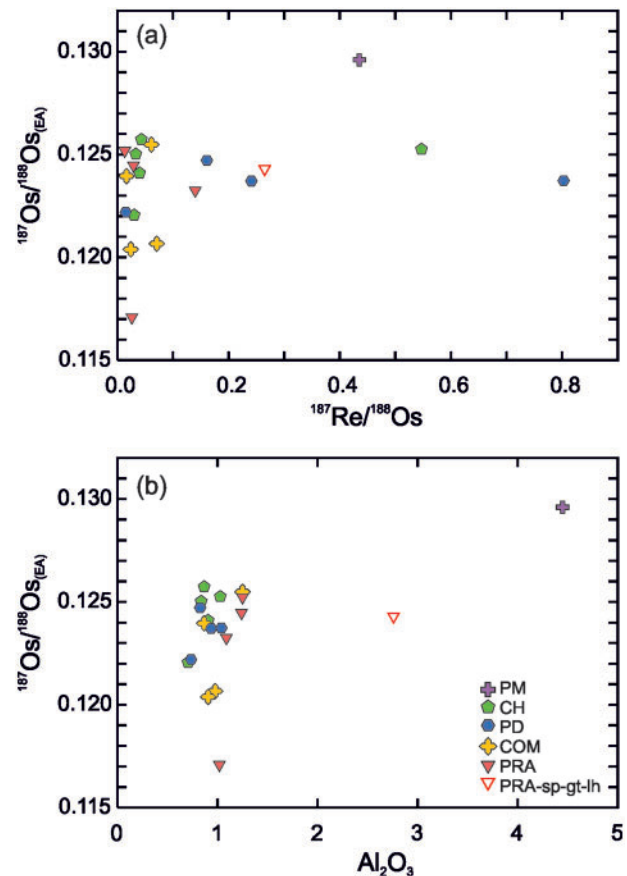 (a)
0.130
0.125
0.120
0.115
¹⁸⁷Os/¹⁸⁸Os(EA)
0.0 0.2 0.4 0.6 0.8
¹⁸⁷Re/¹⁸⁸Os
(b)
0.130
0.125
0.120
0.115
¹⁸⁷Os/¹⁸⁸Os(EA)
PM
CH
PD
COM
PRA
PRA-sp-gt-lh
0 1 2 3 4 5
Al₂O₃